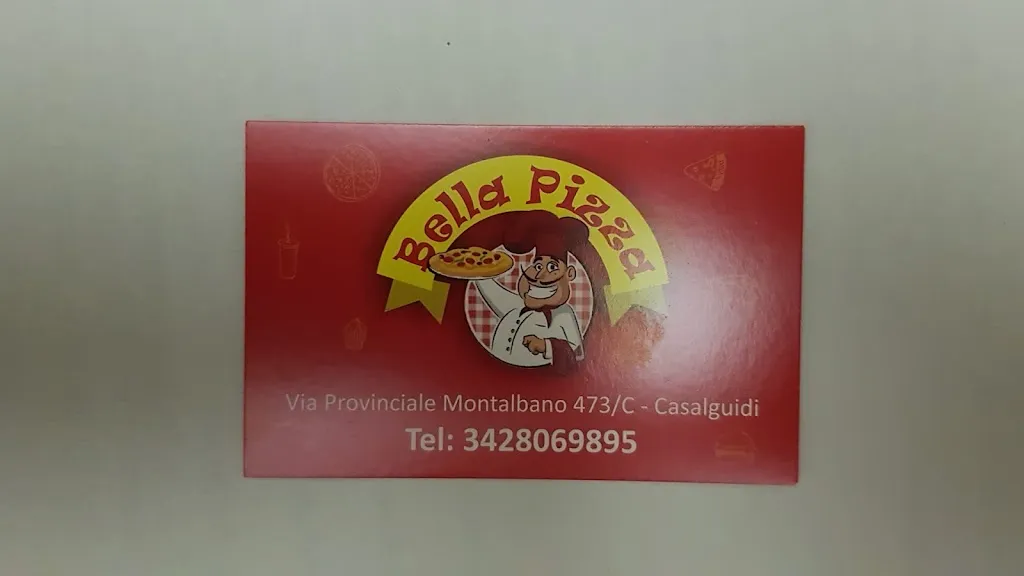 Bella Pizza
Via Provinciale Montalbano 473/C - Casalguidi
Tel: 3428069895